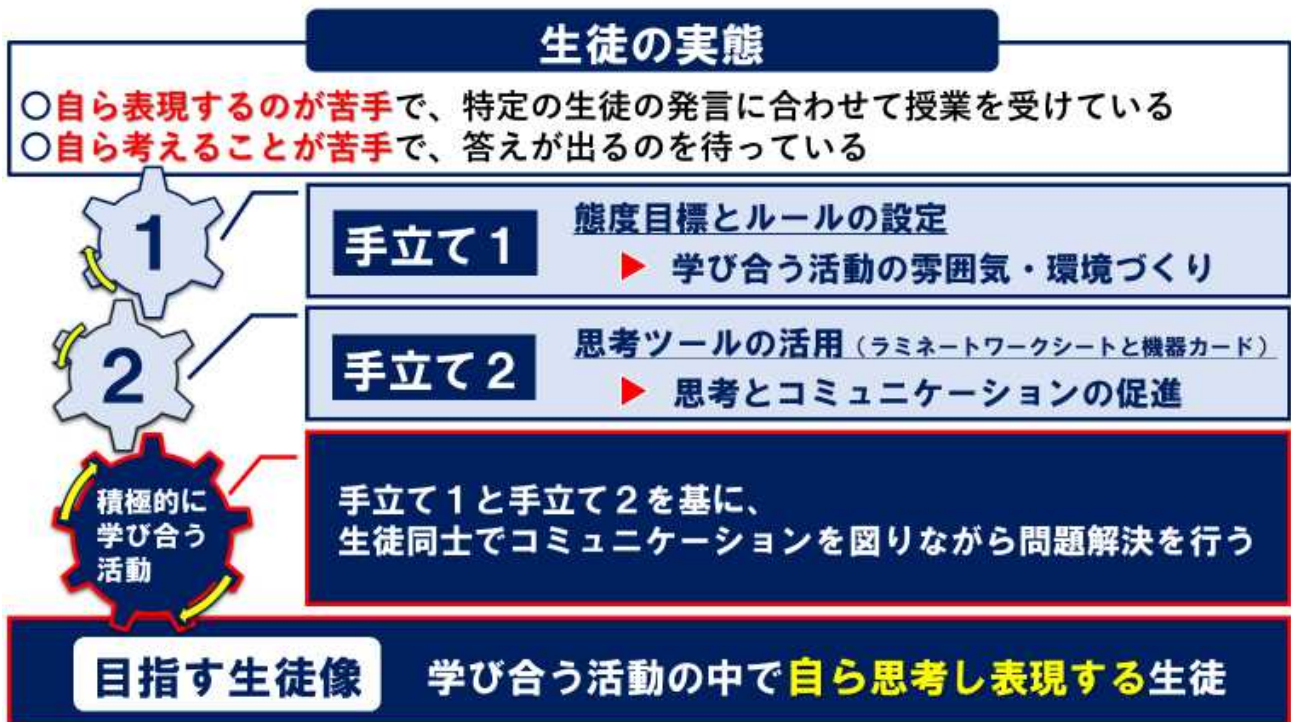 生徒の実態
○自ら表現するのが苦手で、特定の生徒の発言に合わせて授業を受けている
○自ら考えることが苦手で、答えが出るのを待っている
1
手立て1
態度目標とルールの設定
▶ 学び合う活動の雰囲気・環境づくり
2
手立て2
思考ツールの活用（ラミネートワークシートと機器カード）
▶ 思考とコミュニケーションの促進
積極的に
学び合う
活動
手立て1と手立て2を基に、
生徒同士でコミュニケーションを図りながら問題解決を行う
目指す生徒像
学び合う活動の中で自ら思考し表現する生徒